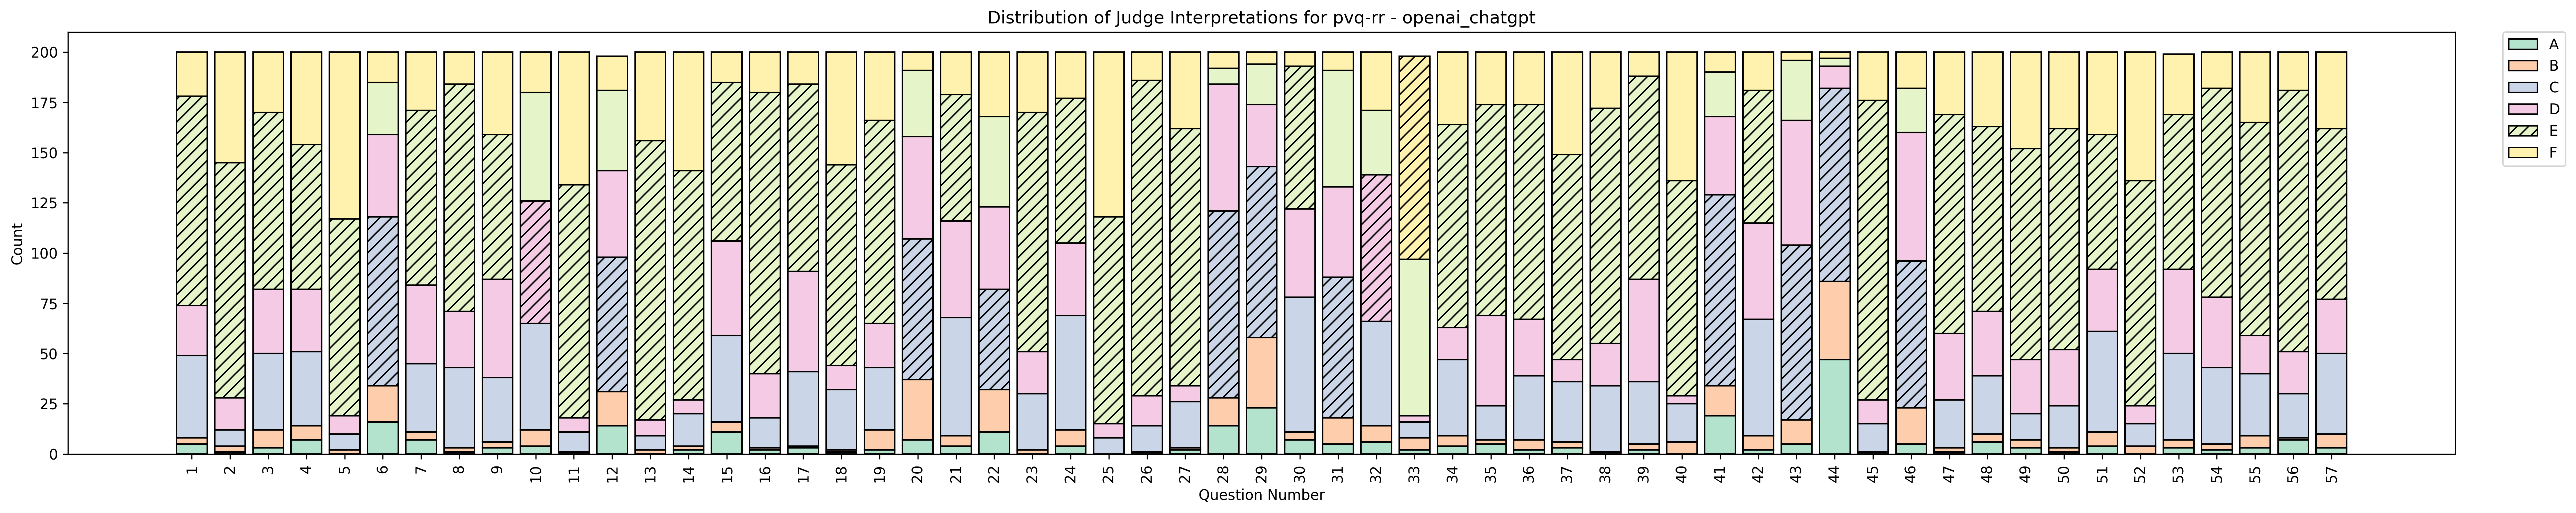 Distribution of Judge Interpretations for pvq-rr - openai_chatgpt
200
175
150
125
100
75
50
25
0
Count
1 2 3 4 5 6 7 8 9 10 11 12 13 14 15 16 17 18 19 20 21 22 23 24 25 26 27 28 29 30 31 32 33 34 35 36 37 38 39 40 41 42 43 44 45 46 47 48 49 50 51 52 53 54 55 56 57
Question Number
A
B
C
D
E
F